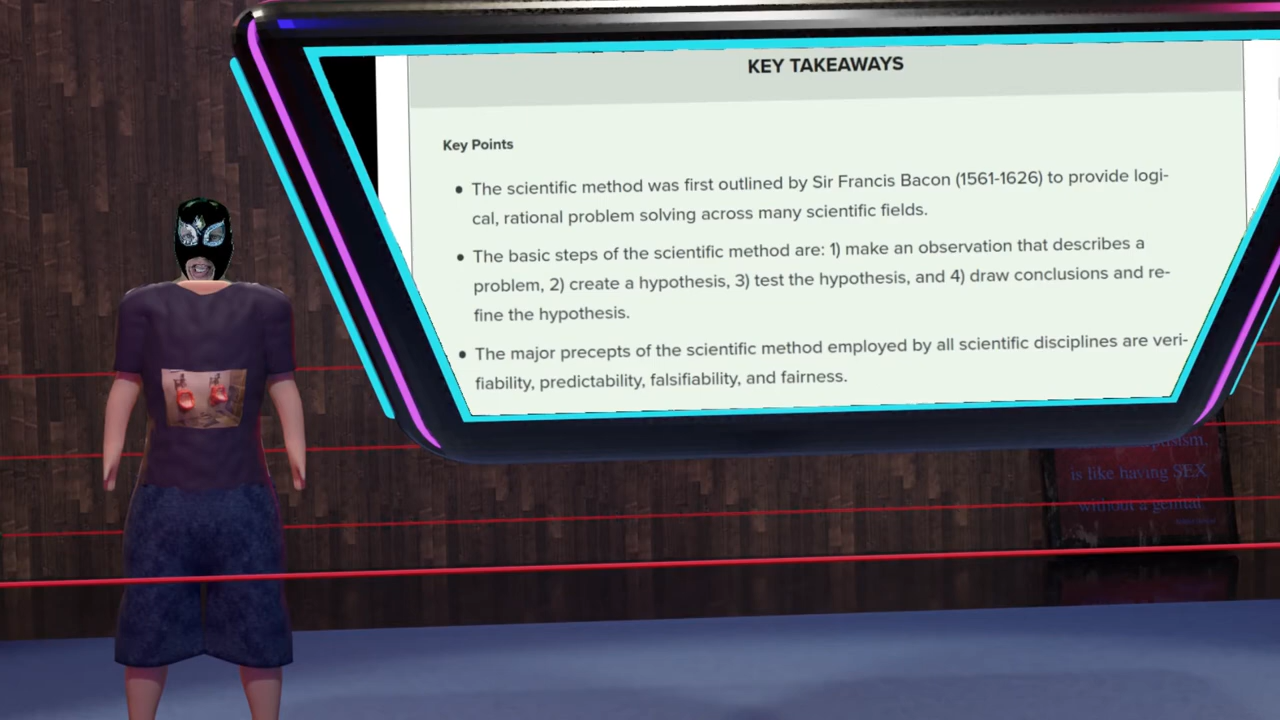 KEY TAKEAWAYS
Key Points
• The scientific method was first outlined by Sir Francis Bacon (1561-1626) to provide logi-
cal, rational problem solving across many scientific fields.
• The basic steps of the scientific method are: 1) make an observation that describes a
problem, 2) create a hypothesis, 3) test the hypothesis, and 4) draw conclusions and re-
fine the hypothesis.
• The major precepts of the scientific method employed by all scientific disciplines are veri-
fiability, predictability, falsifiability, and fairness.
is like having SEX
without a genital.